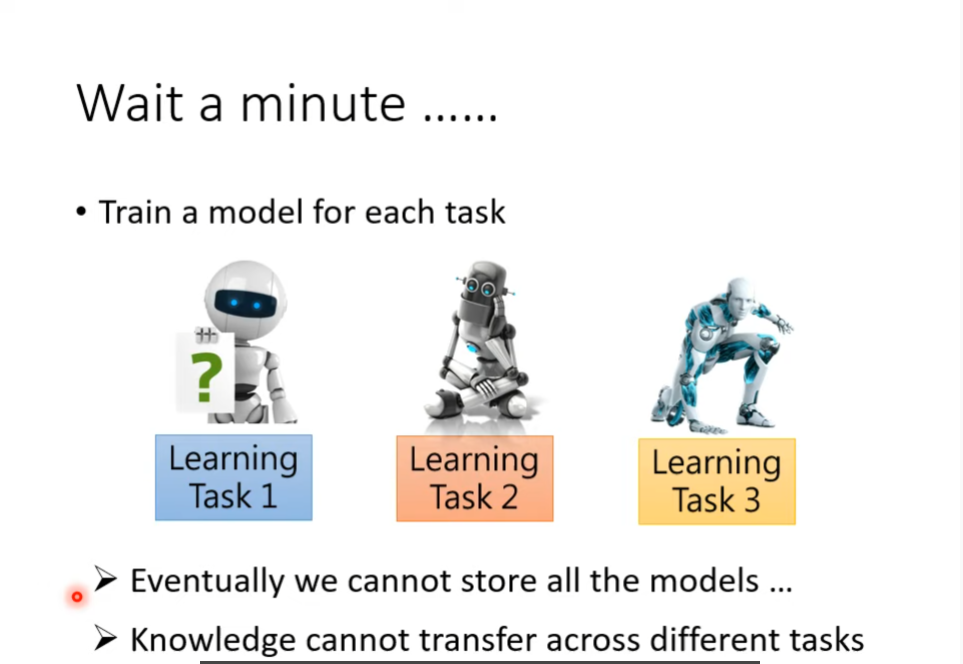 Wait a minute ......
• Train a model for each task
?
Learning
Task 1
Learning
Task 2
Learning
Task 3
➢ Eventually we cannot store all the models ...
➢ Knowledge cannot transfer across different tasks